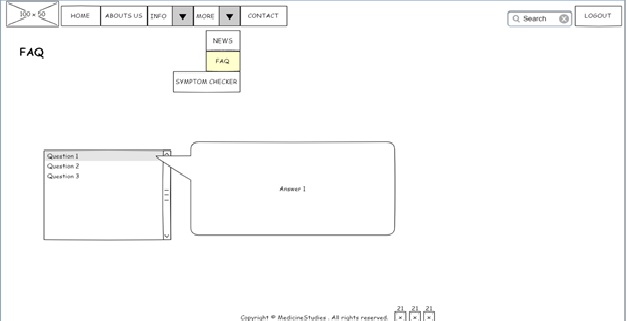 100 x 50 HOME ABOUTS US INFO MORE CONTACT Search LOGOUT
NEWS
FAQ
FAQ
SYMPTOM CHECKER
Question 1
Question 2
Question 3
Answer 1
21 21 21
Copyright © MedicineStudies . All rights reserved.